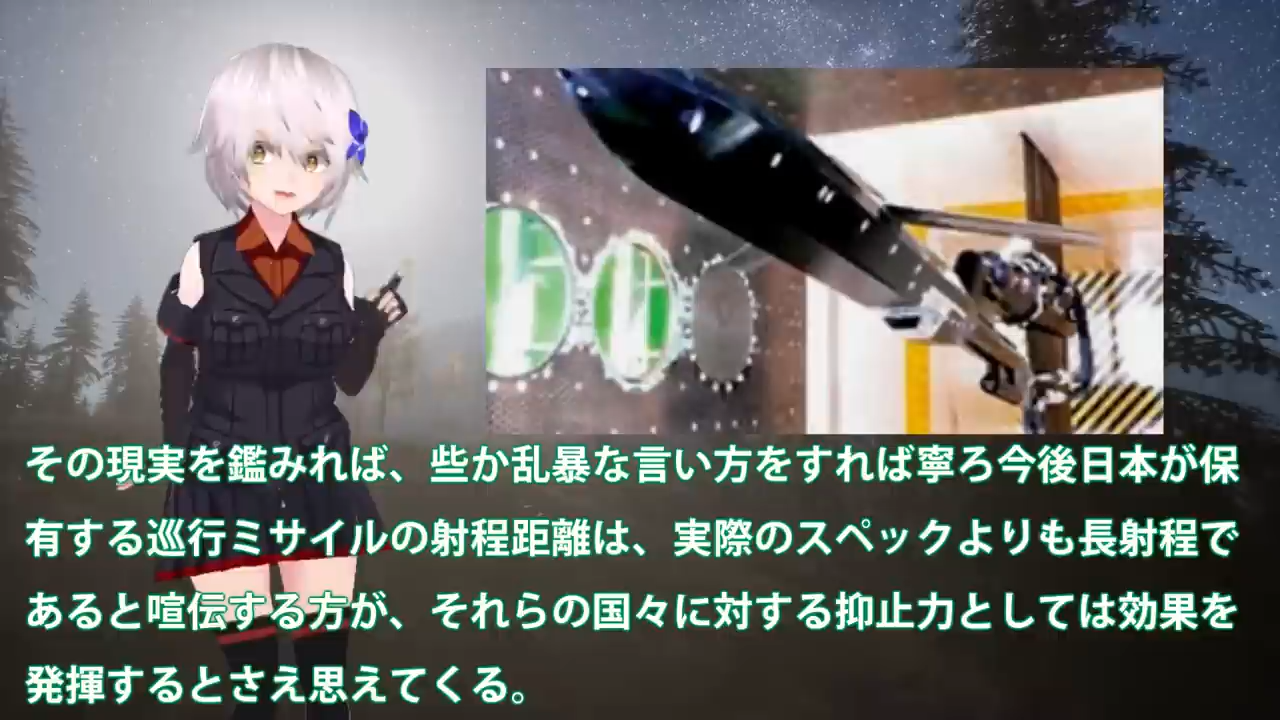 その現実を鑑みれば、些か乱暴な言い方をすれば寧ろ今後日本が保
有する巡行ミサイルの射程距離は、実際のスペックよりも長射程で
あると喧伝する方が、それらの国々に対する抑止力としては効果を
発揮するとさえ思えてくる。